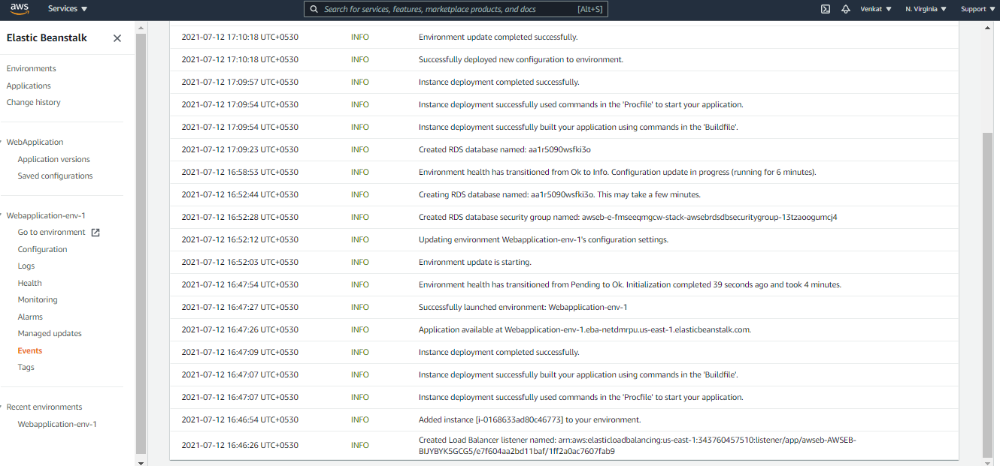 aws Services Search for services, features, marketplace products, and docs [Alt+S] Venkat N. Virginia Support
Elastic Beanstalk
Environments
Applications
Change history
WebApplication
Application versions
Saved configurations
Webapplication-env-1
Go to environment
Configuration
Logs
Health
Monitoring
Alarms
Managed updates
Events
Tags
Recent environments
Webapplication-env-1
2021-07-12 17:10:18 UTC+0530 INFO Environment update completed successfully.
2021-07-12 17:10:18 UTC+0530 INFO Successfully deployed new configuration to environment.
2021-07-12 17:09:57 UTC+0530 INFO Instance deployment completed successfully.
2021-07-12 17:09:54 UTC+0530 INFO Instance deployment successfully used commands in the 'Procfile' to start your application.
2021-07-12 17:09:54 UTC+0530 INFO Instance deployment successfully built your application using commands in the 'Buildfile'.
2021-07-12 17:09:23 UTC+0530 INFO Created RDS database named: aa1r5090wsfki3o
2021-07-12 16:58:53 UTC+0530 INFO Environment health has transitioned from Ok to Info. Configuration update in progress (running for 6 minutes).
2021-07-12 16:52:44 UTC+0530 INFO Creating RDS database named: aa1r5090wsfki3o. This may take a few minutes.
2021-07-12 16:52:28 UTC+0530 INFO Created RDS database security group named: awseb-e-fmseeqmgcw-stack-awsebrdsdbsecuritygroup-13tzaoogumcj4
2021-07-12 16:52:12 UTC+0530 INFO Updating environment Webapplication-env-1's configuration settings.
2021-07-12 16:52:03 UTC+0530 INFO Environment update is starting.
2021-07-12 16:47:54 UTC+0530 INFO Environment health has transitioned from Pending to Ok. Initialization completed 39 seconds ago and took 4 minutes.
2021-07-12 16:47:27 UTC+0530 INFO Successfully launched environment: Webapplication-env-1
2021-07-12 16:47:26 UTC+0530 INFO Application available at Webapplication-env-1.eba-netdmrpu.us-east-1.elasticbeanstalk.com.
2021-07-12 16:47:09 UTC+0530 INFO Instance deployment completed successfully.
2021-07-12 16:47:07 UTC+0530 INFO Instance deployment successfully built your application using commands in the 'Buildfile'.
2021-07-12 16:47:07 UTC+0530 INFO Instance deployment successfully used commands in the 'Procfile' to start your application.
2021-07-12 16:46:54 UTC+0530 INFO Added instance [i-0168633ad80c46773] to your environment.
2021-07-12 16:46:26 UTC+0530 INFO Created Load Balancer listener named: arn:aws:elasticloadbalancing:us-east-1:343760457510:listener/app/awseb-AWSEB-
BIJYBYK5GCG5/e7f604aa2bd11baf/1ff2a0ac7607fab9